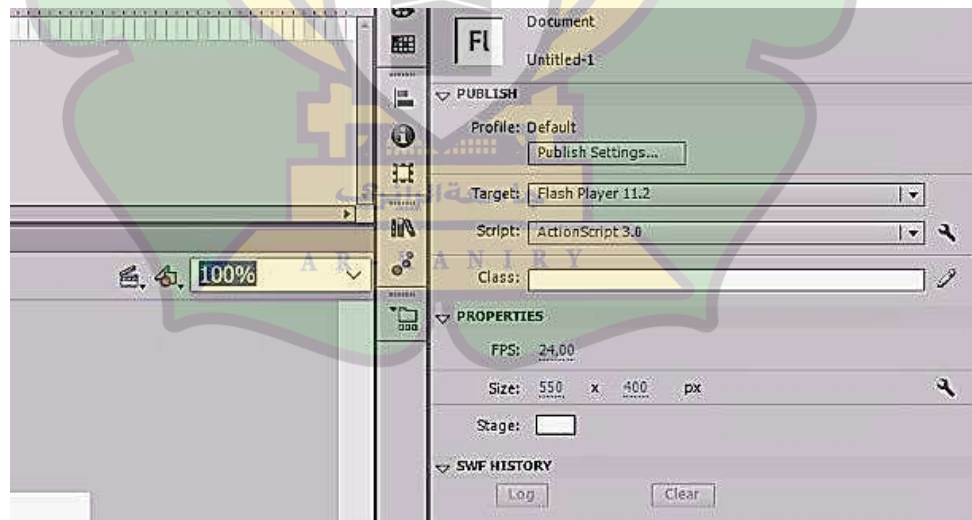 Fl
Document
Untitled-1
PUBLISH
Profile: Default
Publish Settings...
Target: Flash Player 11.2
Script: ActionScript 3.0
Class:
100%
A R - R A N I R Y
PROPERTIES
FPS: 24,00
Size: 550 x 400 px
Stage:
SWF HISTORY
Log Clear